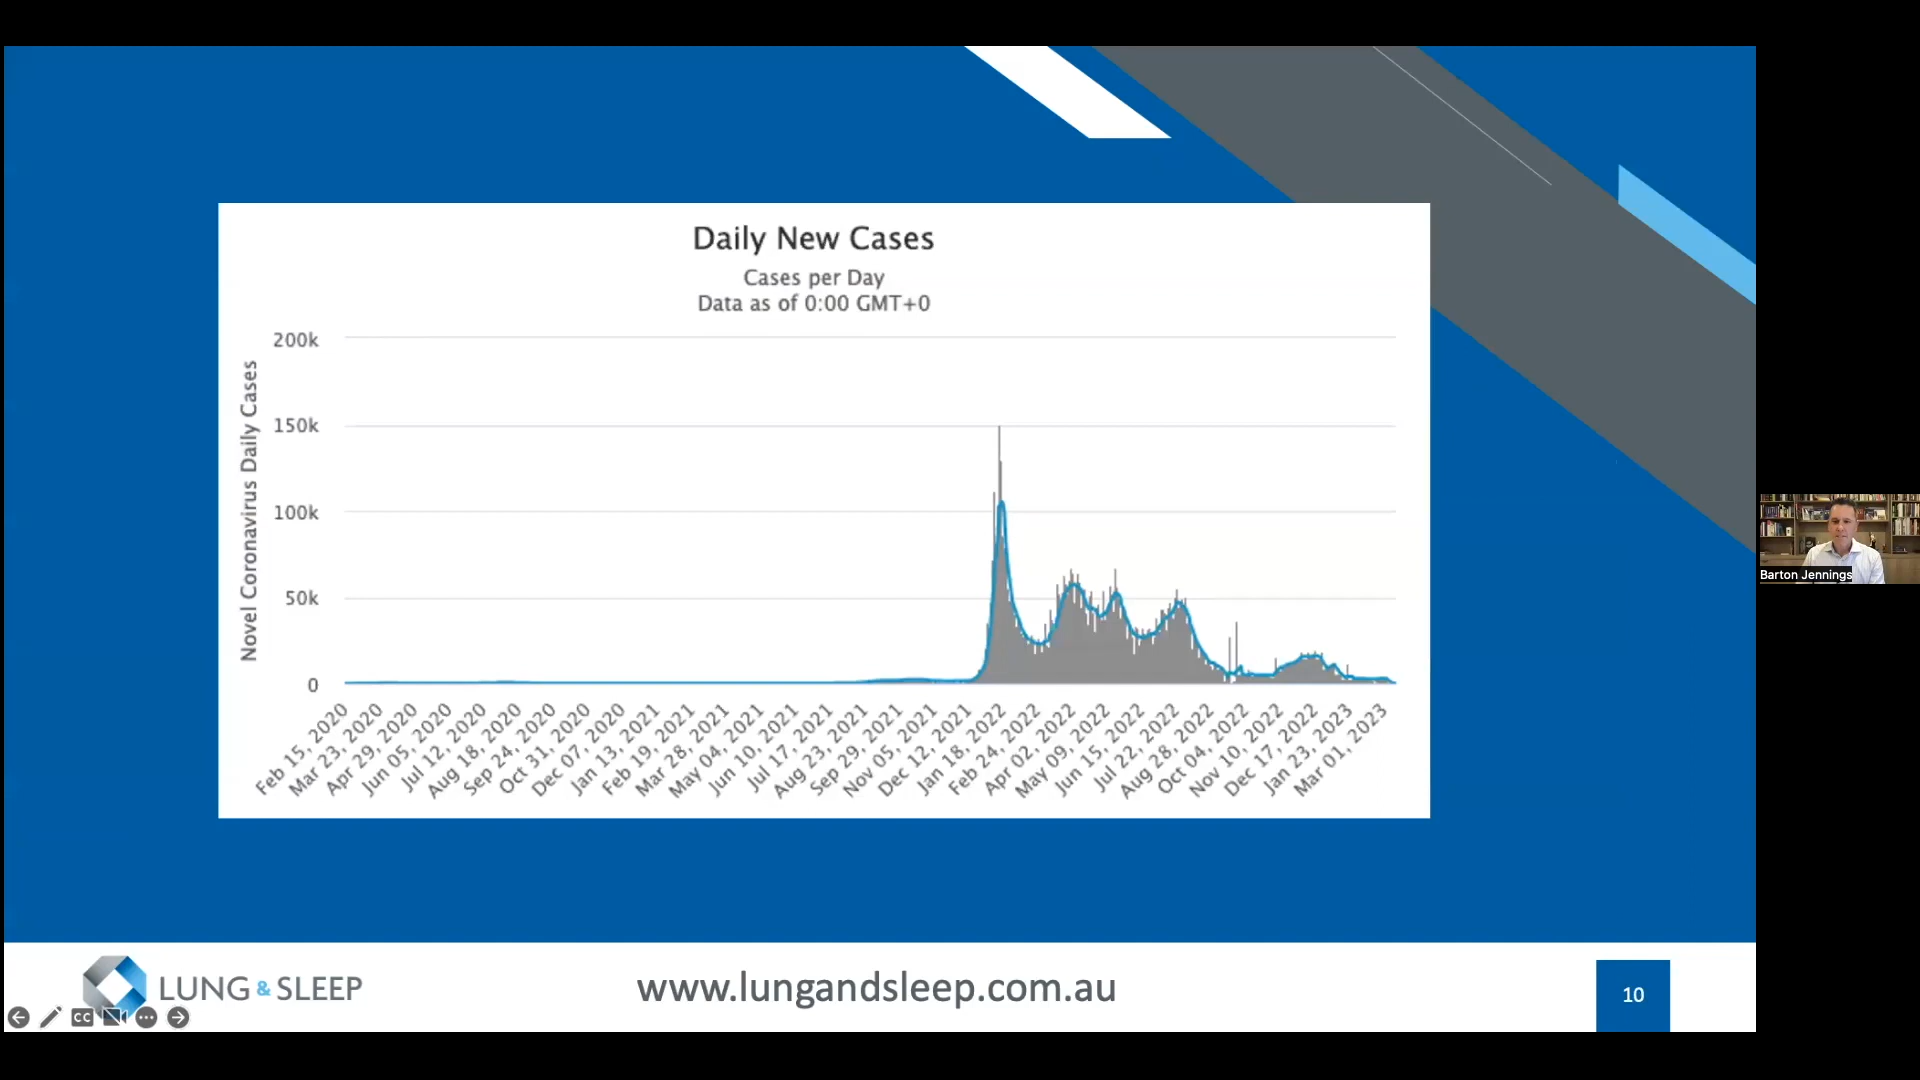 Daily New Cases
Cases per Day
Data as of 0:00 GMT+0
Novel Coronavirus Daily Cases
200k
150k
100k
50k
0
Feb 15, 2020
Mar 23, 2020
Apr 29, 2020
Jun 05, 2020
Jul 12, 2020
Aug 18, 2020
Sep 24, 2020
Oct 31, 2020
Dec 07, 2020
Jan 13, 2021
Feb 19, 2021
Mar 28, 2021
May 04, 2021
Jun 10, 2021
Jul 17, 2021
Aug 23, 2021
Sep 29, 2021
Nov 05, 2021
Dec 12, 2021
Jan 18, 2022
Feb 24, 2022
Apr 02, 2022
May 09, 2022
Jun 15, 2022
Jul 22, 2022
Aug 28, 2022
Oct 04, 2022
Nov 10, 2022
Dec 17, 2022
Jan 23, 2023
Mar 01, 2023
Barton Jennings
LUNG & SLEEP
www.lungandsleep.com.au
10
CC